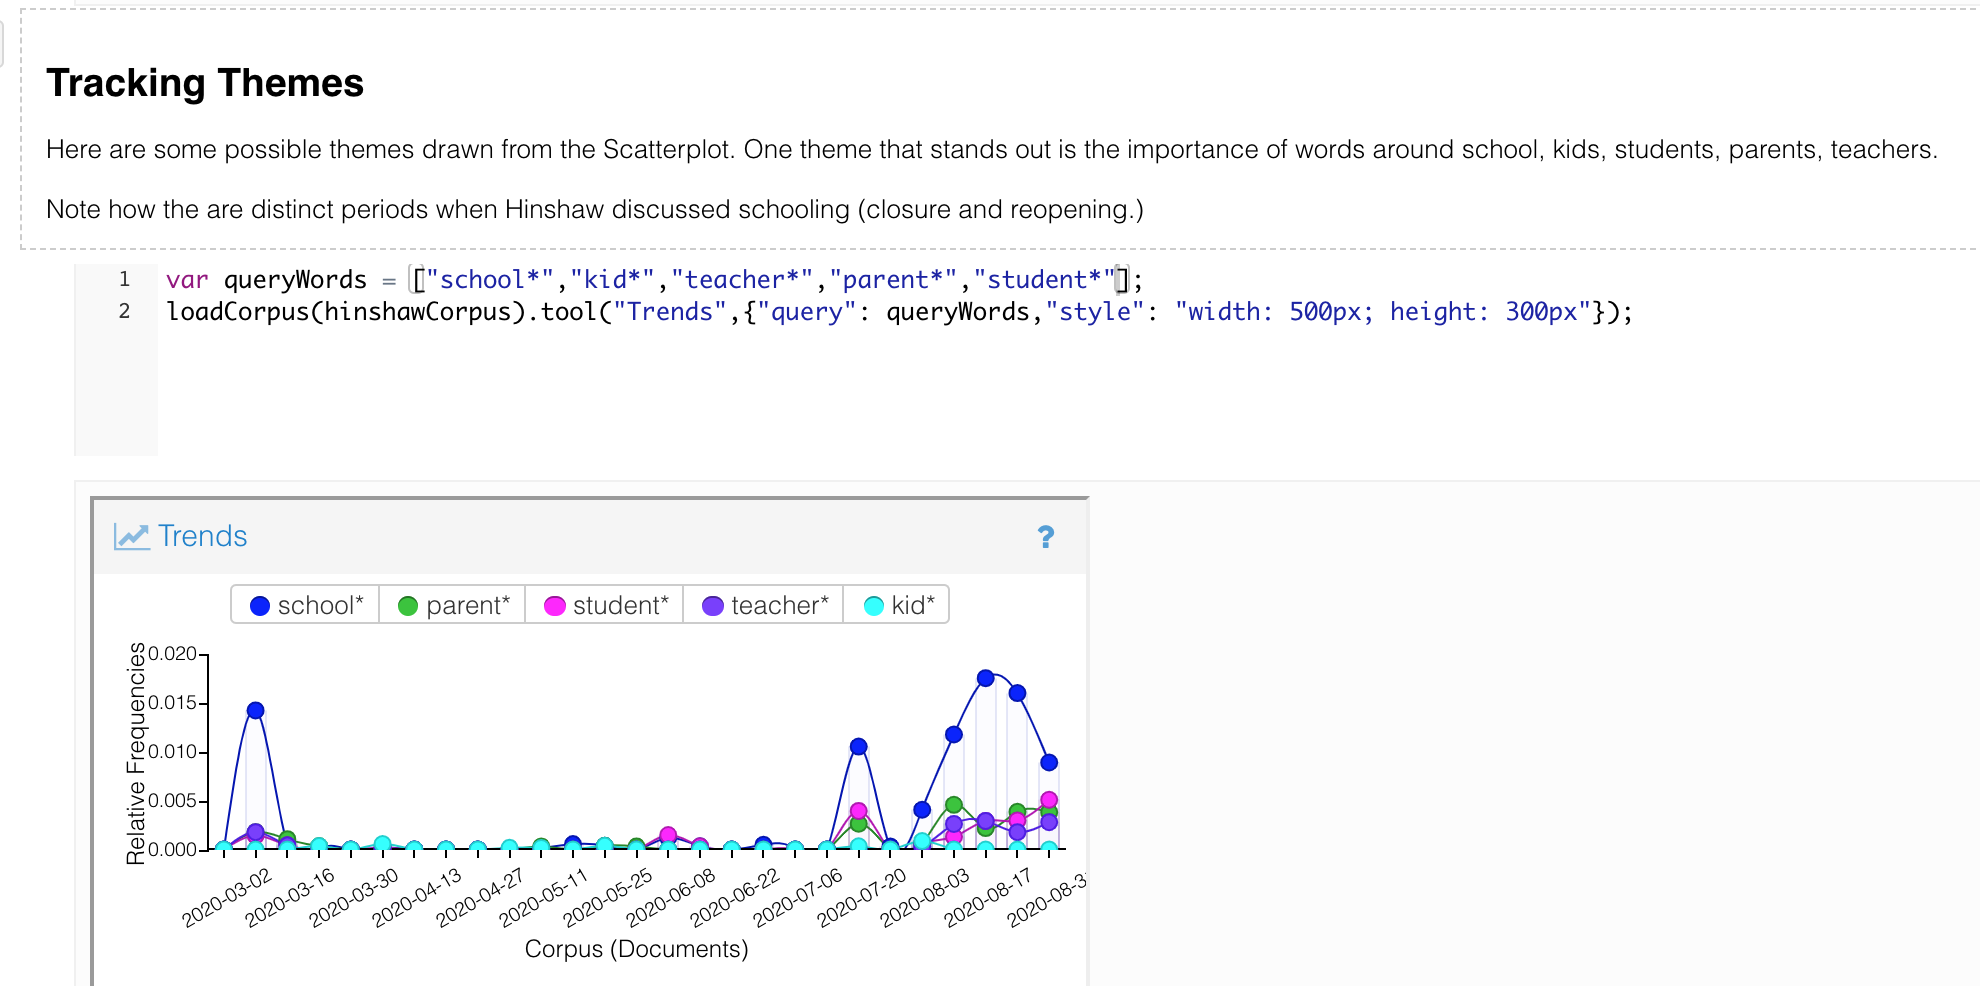 Tracking Themes
Here are some possible themes drawn from the Scatterplot. One theme that stands out is the importance of words around school, kids, students, parents, teachers.
Note how the are distinct periods when Hinshaw discussed schooling (closure and reopening.)
1 var queryWords = ["school*","kid*","teacher*","parent*","student*"];
2 loadCorpus(hinshawCorpus).tool("Trends",{"query": queryWords,"style": "width: 500px; height: 300px"});
Trends ?
school* parent* student* teacher* kid*
Relative Frequencies
0.020
0.015
0.010
0.005
0.000
2020-03-02 2020-03-16 2020-03-30 2020-04-13 2020-04-27 2020-05-11 2020-05-25 2020-06-08 2020-06-22 2020-07-06 2020-07-20 2020-08-03 2020-08-17 2020-08-3
Corpus (Documents)